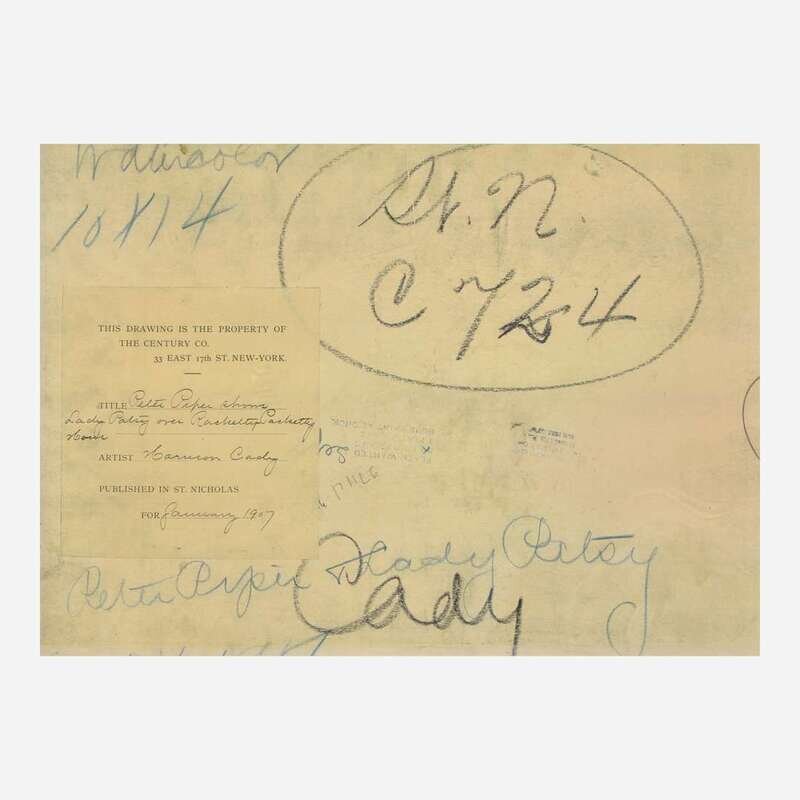 Watercolor
10 X 14
St. N.
C 724
THIS DRAWING IS THE PROPERTY OF
THE CENTURY CO.
33 EAST 17th ST. NEW-YORK.
TITLE Peter Piper shows
Lady Patsy over Racketty Packetty
House
ARTIST Harrison Cady
PUBLISHED IN ST. NICHOLAS
FOR January 1907
Peter Piper & Lady Patsy
Cady